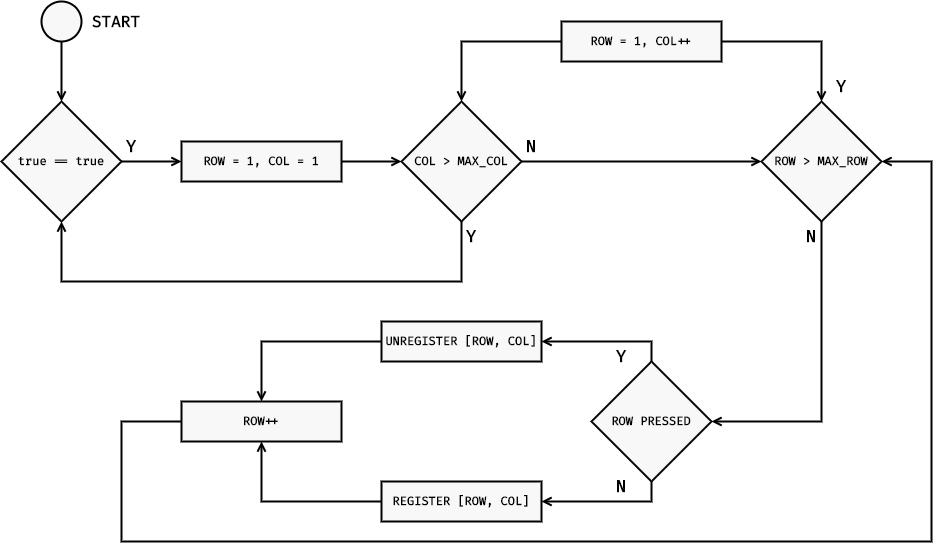 START
ROW = 1, COL++
Y
true == true
Y
ROW = 1, COL = 1
COL > MAX_COL
N
ROW > MAX_ROW
Y
N
UNREGISTER [ROW, COL]
Y
ROW++
ROW PRESSED
N
REGISTER [ROW, COL]